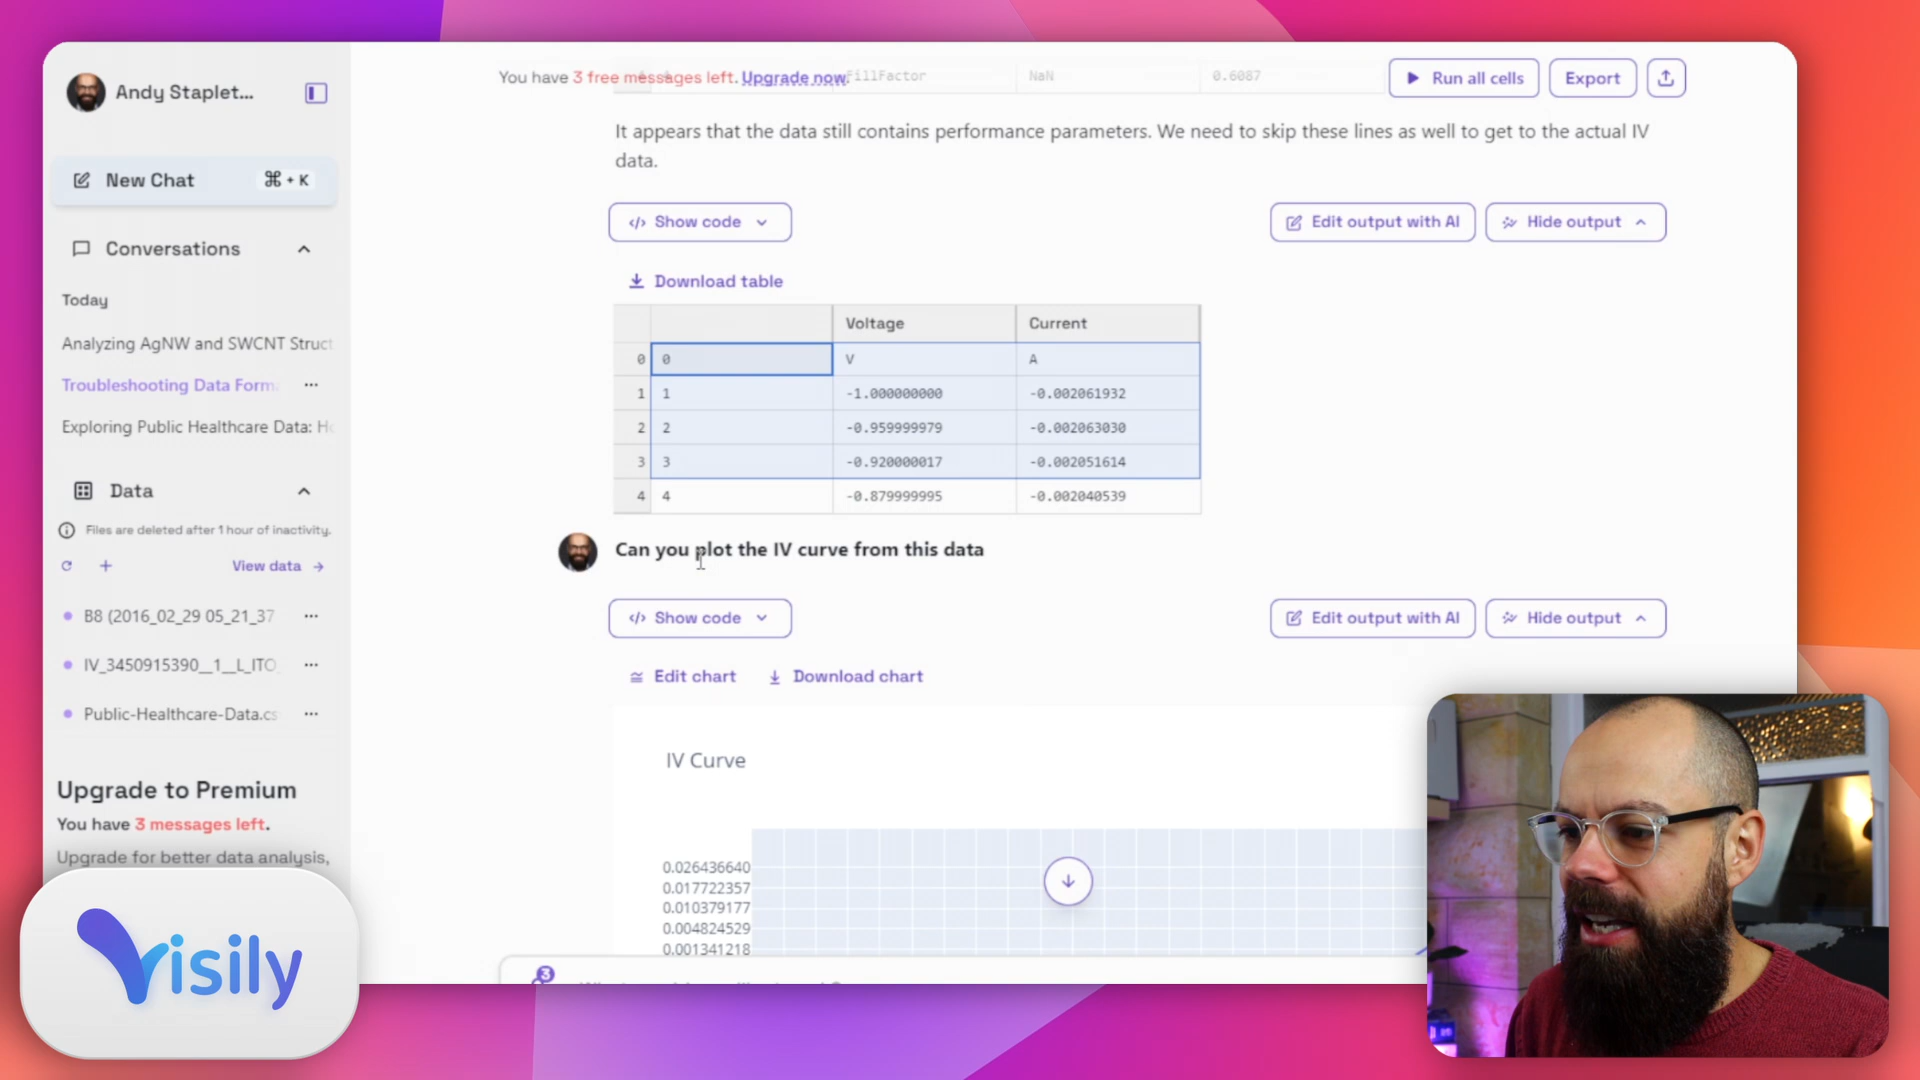 Andy Staplet...
You have 3 free messages left. Upgrade now.
FillFactor NaN 0.6087
Run all cells
Export
It appears that the data still contains performance parameters. We need to skip these lines as well to get to the actual IV
data.
New Chat ⌘ + K
Conversations
Today
Analyzing AgNW and SWCNT Struct
Troubleshooting Data Form ...
Exploring Public Healthcare Data: Ho
Data
Files are deleted after 1 hour of inactivity.
View data →
B8 (2016_02_29 05_21_37 ...
IV_3450915390__1__L_ITO_ ...
Public-Healthcare-Data.cs ...
Upgrade to Premium
You have 3 messages left.
Upgrade for better data analysis,
Visily
</> Show code
Edit output with AI
Hide output
Download table
Voltage Current
0 0 V A
1 1 -1.000000000 -0.002061932
2 2 -0.959999979 -0.002063030
3 3 -0.920000017 -0.002051614
4 4 -0.879999995 -0.002040539
Can you plot the IV curve from this data
</> Show code
Edit output with AI
Hide output
Edit chart
Download chart
IV Curve
0.026436640
0.017722357
0.010379177
0.004824529
0.001341218
3